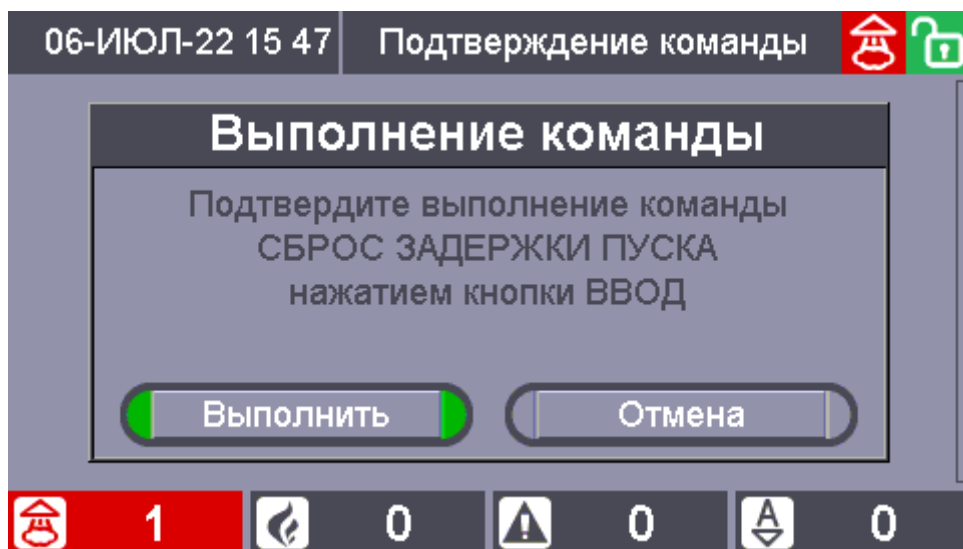 06-ИЮЛ-22 15 47 Подтверждение команды
Выполнение команды
Подтвердите выполнение команды
СБРОС ЗАДЕРЖКИ ПУСКА
нажатием кнопки ВВОД
Выполнить Отмена
1 0 0 A 0